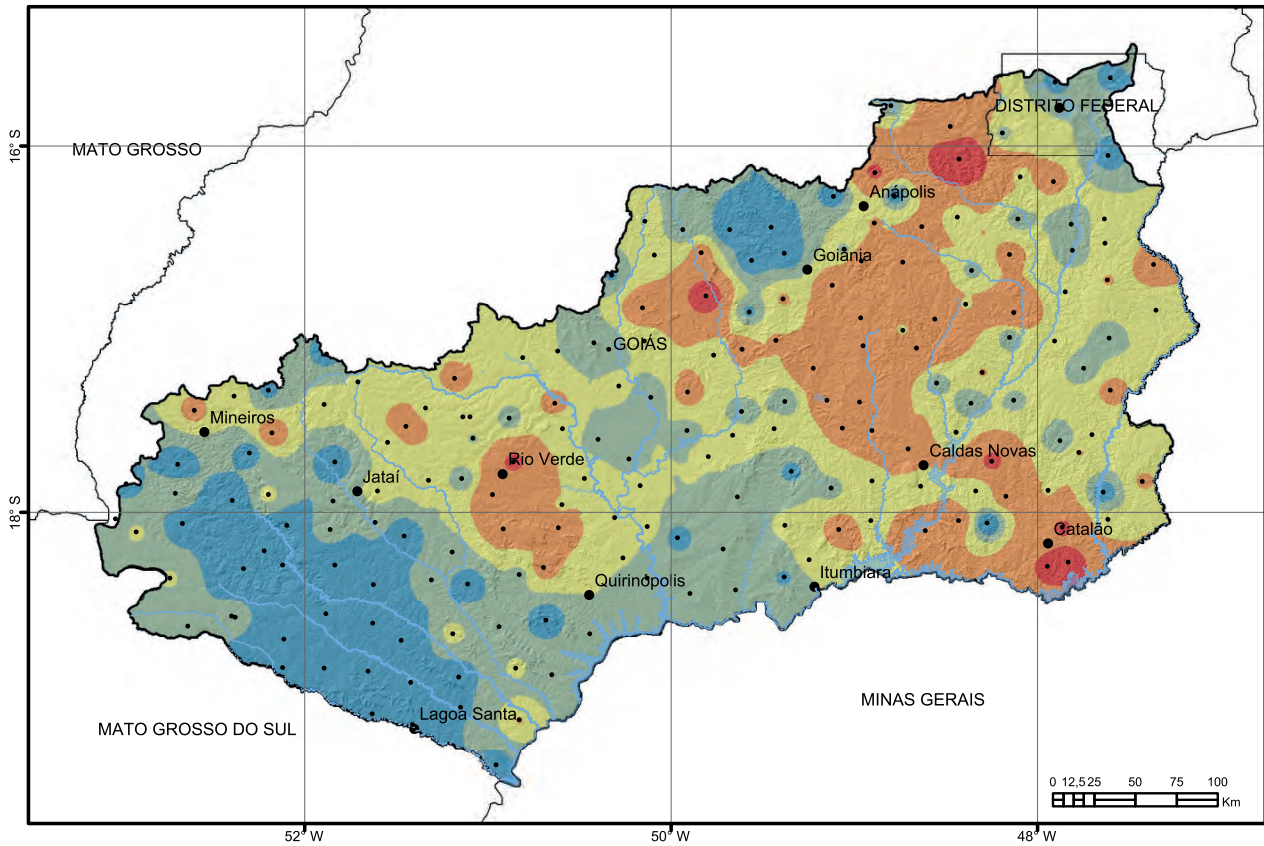 DISTRITO FEDERAL
16° S
MATO GROSSO
Anápolis
Goiânia
GOIÁS
Mineiros
Rio Verde
Caldas Novas
Jataí
18° S
Catalão
Quirinópolis
Itumbiara
MINAS GERAIS
Lagoa Santa
MATO GROSSO DO SUL
0 12,5 25 50 75 100
Km
52° W 50° W 48° W